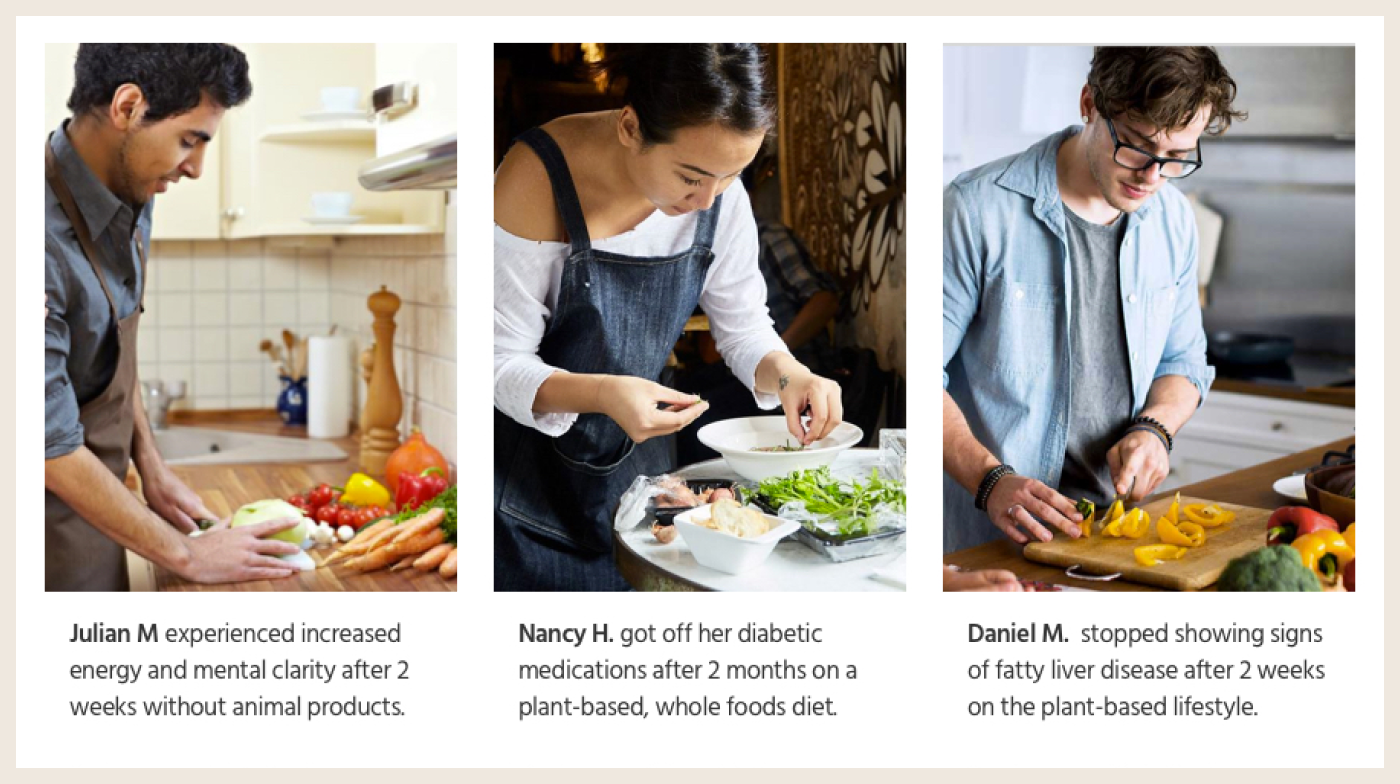 Julian M experienced increased
energy and mental clarity after 2
weeks without animal products.
Nancy H. got off her diabetic
medications after 2 months on a
plant-based, whole foods diet.
Daniel M.  stopped showing signs
of fatty liver disease after 2 weeks
on the plant-based lifestyle.